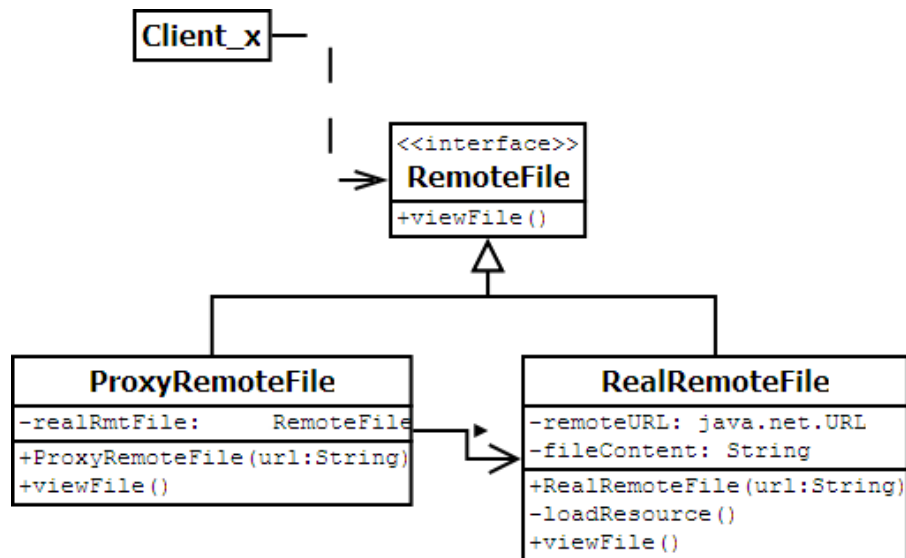 Client_x
<<interface>>
RemoteFile
+viewFile()
ProxyRemoteFile
-realRmtFile: RemoteFile
+ProxyRemoteFile(url:String)
+viewFile()
RealRemoteFile
-remoteURL: java.net.URL
-fileContent: String
+RealRemoteFile(url:String)
-loadResource()
+viewFile()